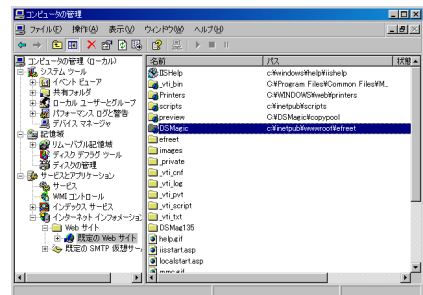 コンピュータの管理
ファイル(F) 操作(A) 表示(V) ウィンドウ(W) ヘルプ(H)
コンピュータの管理 (ローカル)
システム ツール
イベント ビューア
共有フォルダ
ローカル ユーザーとグループ
パフォーマンス ログと警告
デバイス マネージャ
記憶域
リムーバブル記憶域
ディスク デフラグ ツール
ディスクの管理
サービスとアプリケーション
サービス
WMI コントロール
インデックス サービス
インターネット インフォメーション
Web サイト
既定の Web サイト
既定の SMTP 仮想サー
名前 パス 状態
IISHelp c:¥windows¥help¥iishelp
_vti_bin C:¥Program Files¥Common Files¥M...
Printers C:¥WINDOWS¥web¥printers
scripts c:¥inetpub¥scripts
preview C:¥DSMagic¥copypool
DSMagic c:¥inetpub¥wwwroot¥efreet
efreet
images
_private
_vti_cnf
_vti_log
_vti_pvt
_vti_script
_vti_txt
DSMag135
help.gif
iisstart.asp
localstart.asp
mmc.gif